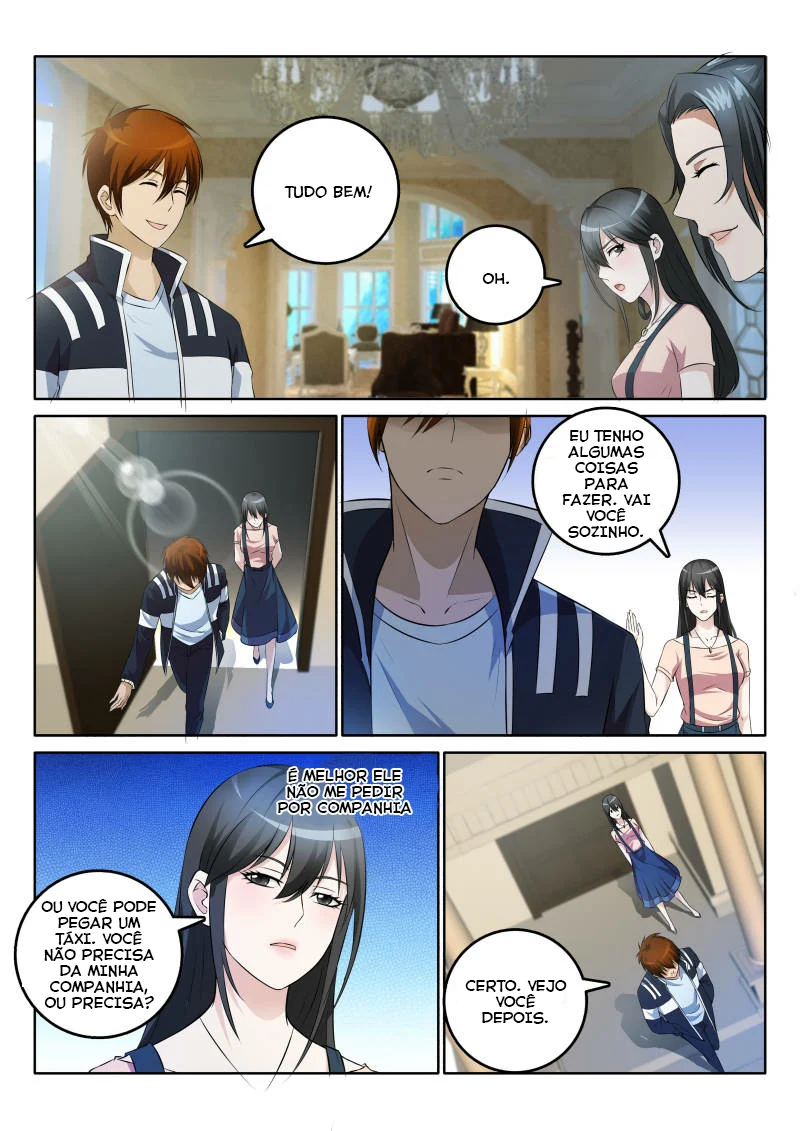 TUDO BEM!
OH.
EU TENHO
ALGUMAS
COISAS
PARA
FAZER. VAI
VOCÊ
SOZINHO.
É MELHOR ELE
NÃO ME PEDIR
POR COMPANHIA
OU VOCÊ PODE
PEGAR UM
TÁXI. VOCÊ
NÃO PRECISA
DA MINHA
COMPANHIA,
OU PRECISA?
CERTO. VEJO
VOCÊ
DEPOIS.